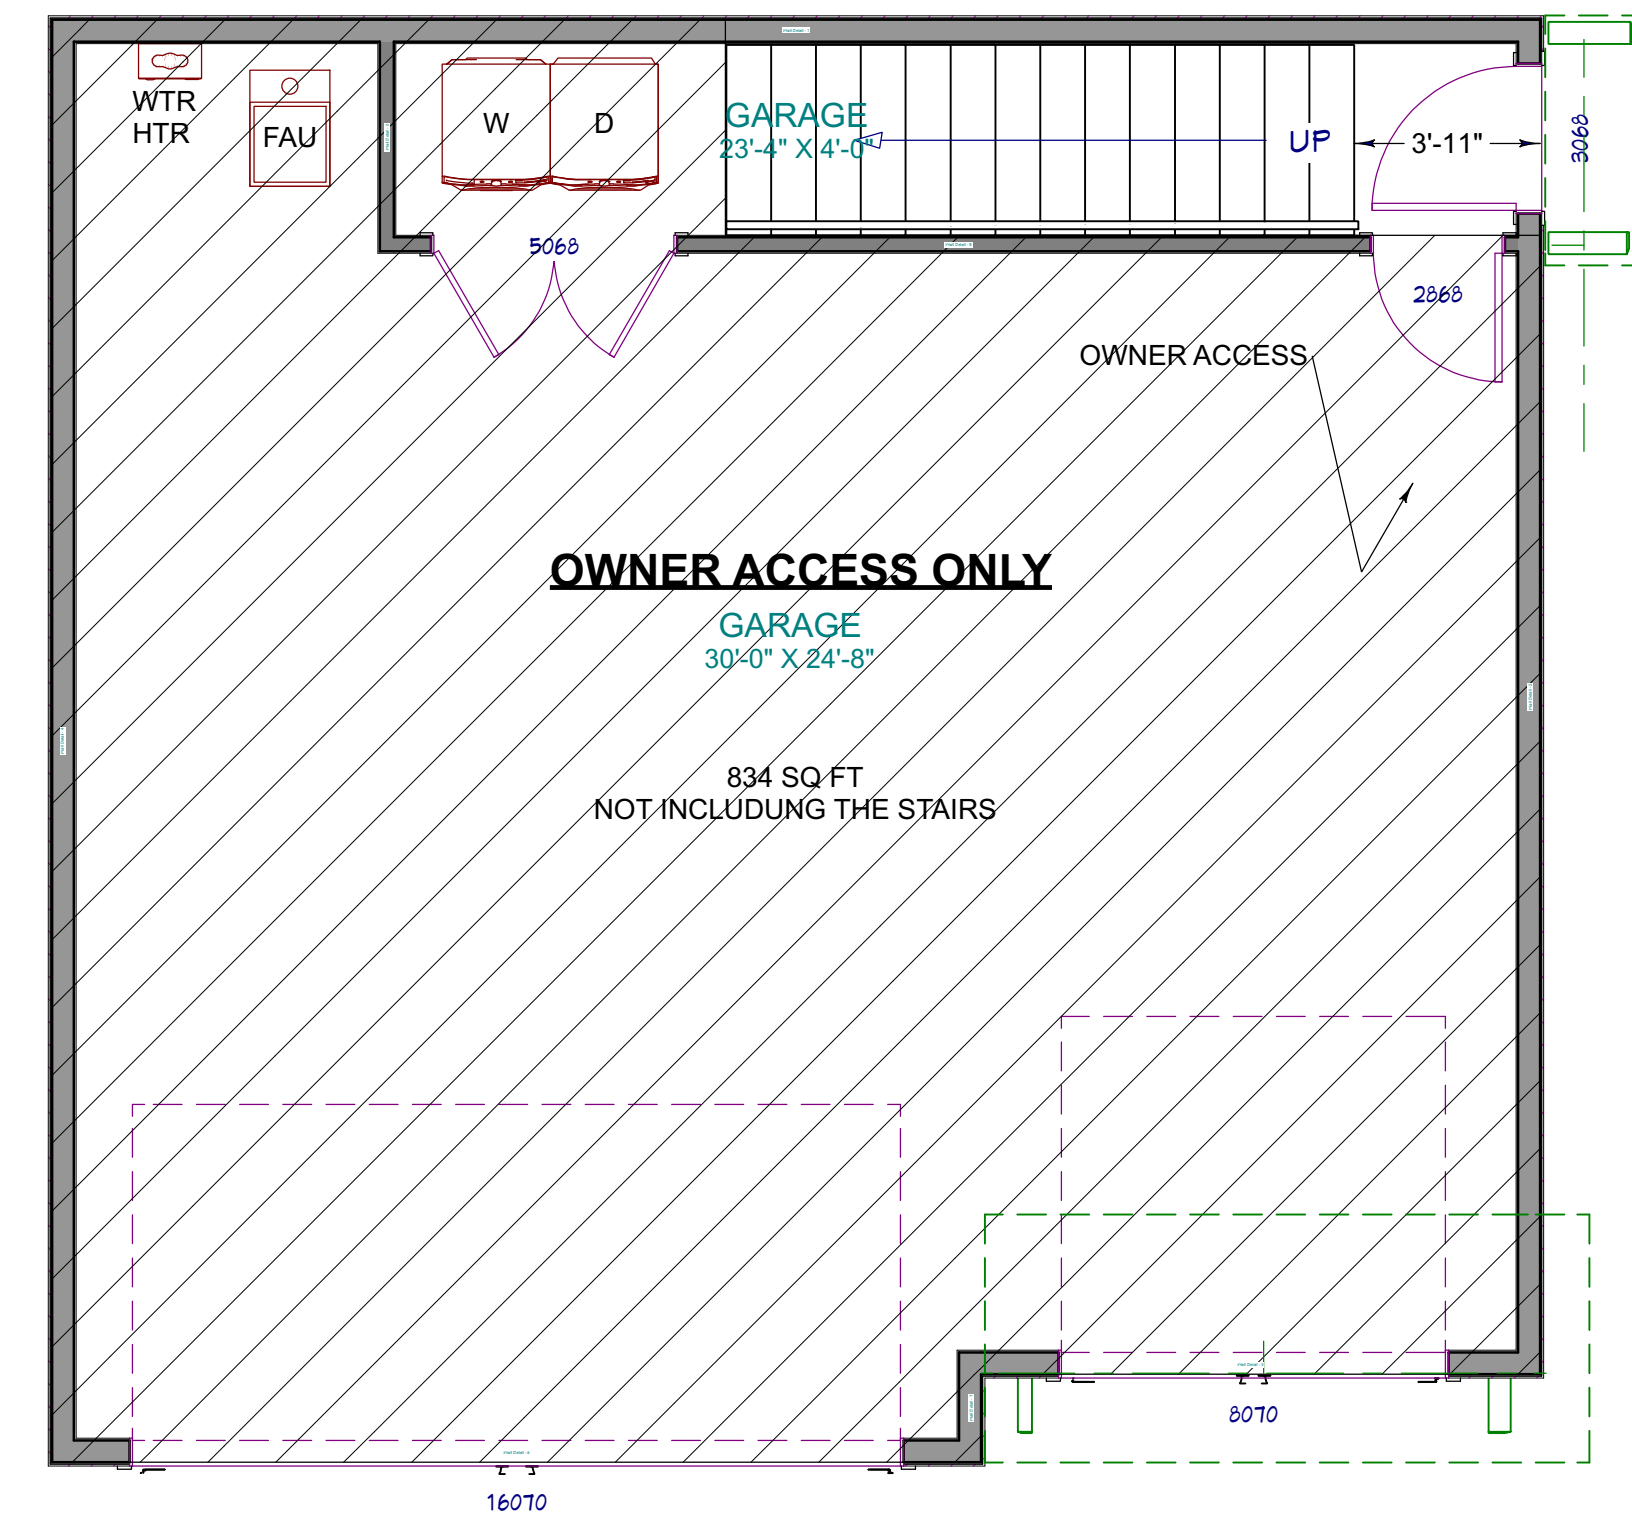 WTR
HTR
FAU
W
D
GARAGE
23'-4" X 4'-0"
UP
3'-11"
3068
5068
2868
OWNER ACCESS
OWNER ACCESS ONLY
GARAGE
30'-0" X 24'-8"
834 SQ FT
NOT INCLUDUNG THE STAIRS
8070
16070